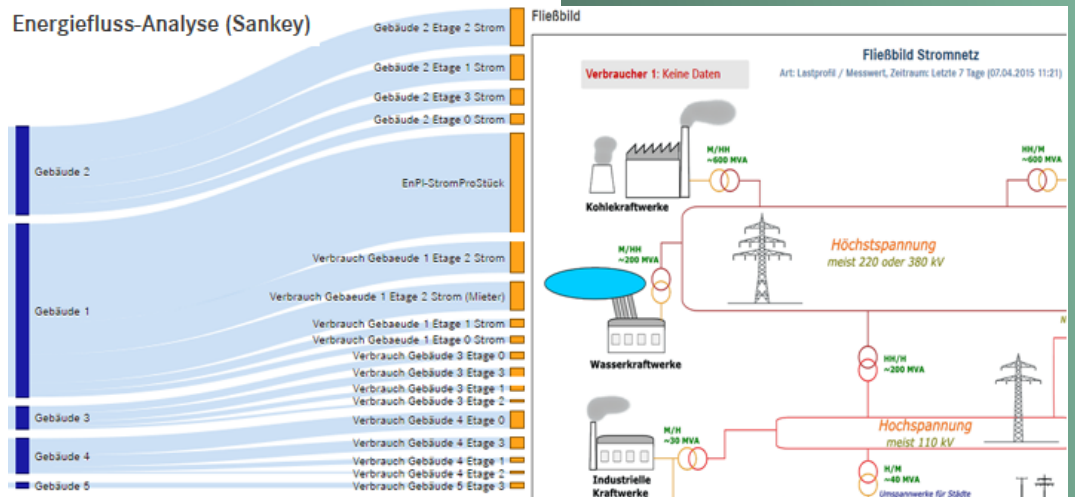 Energiefluss-Analyse (Sankey)
Gebäude 2 Etage 2 Strom
Gebäude 2 Etage 1 Strom
Gebäude 2 Etage 3 Strom
Gebäude 2 Etage 0 Strom
Gebäude 2
EnPI-StromProStück
Verbrauch Gebaeude 1 Etage 2 Strom
Verbrauch Gebaeude 1 Etage 2 Strom (Mieter)
Gebäude 1
Verbrauch Gebaeude 1 Etage 1 Strom
Verbrauch Gebaeude 1 Etage 0 Strom
Verbrauch Gebäude 3 Etage 0
Verbrauch Gebäude 3 Etage 3
Verbrauch Gebäude 3 Etage 1
Verbrauch Gebäude 3 Etage 2
Gebäude 3
Verbrauch Gebäude 4 Etage 0
Verbrauch Gebäude 4 Etage 3
Gebäude 4
Verbrauch Gebäude 4 Etage 1
Verbrauch Gebäude 4 Etage 2
Gebäude 5
Verbrauch Gebäude 5 Etage 3
Fließbild
Fließbild Stromnetz
Verbraucher 1: Keine Daten
Art: Lastprofil / Messwert, Zeitraum: Letzte 7 Tage (07.04.2015 11:21)
M/HH
~600 MVA
HH/M
~600 MVA
Kohlekraftwerke
M/HH
~200 MVA
Höchstspannung
meist 220 oder 380 kV
N
Wasserkraftwerke
HH/H
~200 MVA
M/H
~30 MVA
Hochspannung
meist 110 kV
Industrielle
Kraftwerke
H/M
~40 MVA
Umspannwerke für Städte